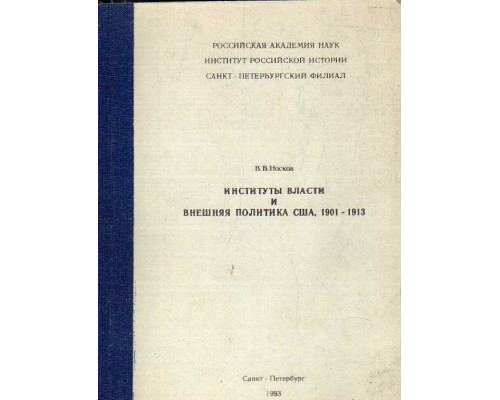 РОССИЙСКАЯ АКАДЕМИЯ НАУК
ИНСТИТУТ РОССИЙСКОЙ ИСТОРИИ
САНКТ - ПЕТЕРБУРГСКИЙ ФИЛИАЛ
В.В.Носков
ИНСТИТУТЫ ВЛАСТИ
И
ВНЕШНЯЯ ПОЛИТИКА США, 1901 - 1913
Санкт - Петербург
1993